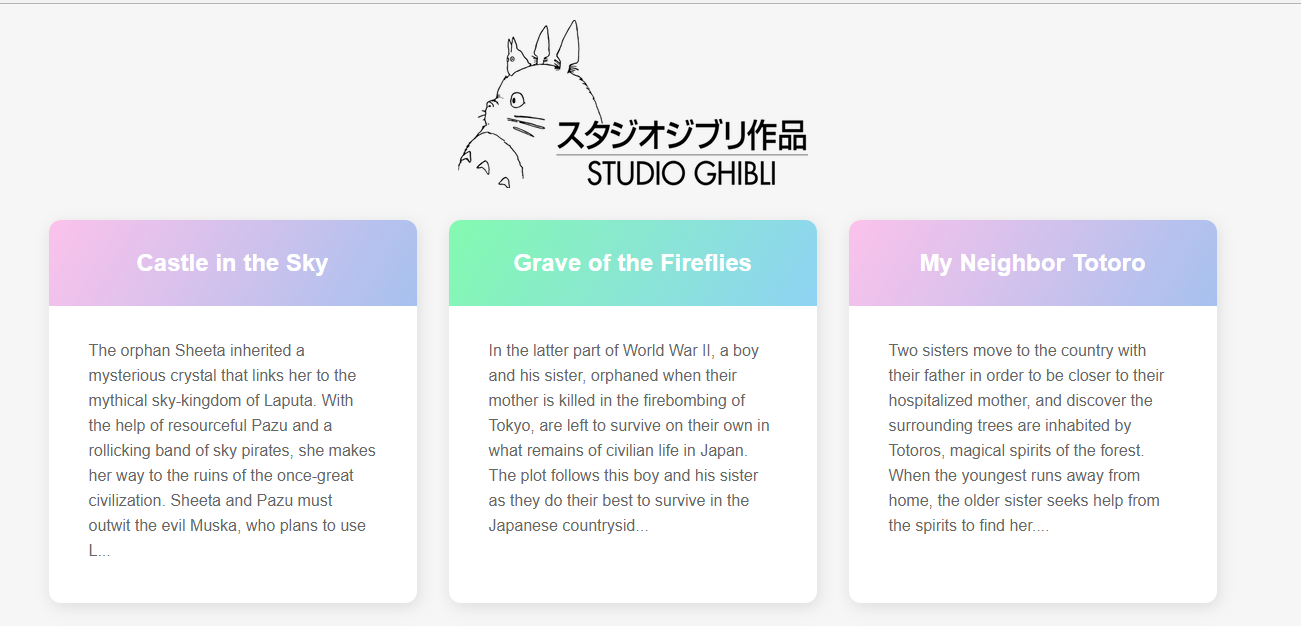 スタジオジブリ作品
STUDIO GHIBLI
Castle in the Sky
The orphan Sheeta inherited a
mysterious crystal that links her to the
mythical sky-kingdom of Laputa. With
the help of resourceful Pazu and a
rollicking band of sky pirates, she makes
her way to the ruins of the once-great
civilization. Sheeta and Pazu must
outwit the evil Muska, who plans to use
L...
Grave of the Fireflies
In the latter part of World War II, a boy
and his sister, orphaned when their
mother is killed in the firebombing of
Tokyo, are left to survive on their own in
what remains of civilian life in Japan.
The plot follows this boy and his sister
as they do their best to survive in the
Japanese countrysid...
My Neighbor Totoro
Two sisters move to the country with
their father in order to be closer to their
hospitalized mother, and discover the
surrounding trees are inhabited by
Totoros, magical spirits of the forest.
When the youngest runs away from
home, the older sister seeks help from
the spirits to find her....